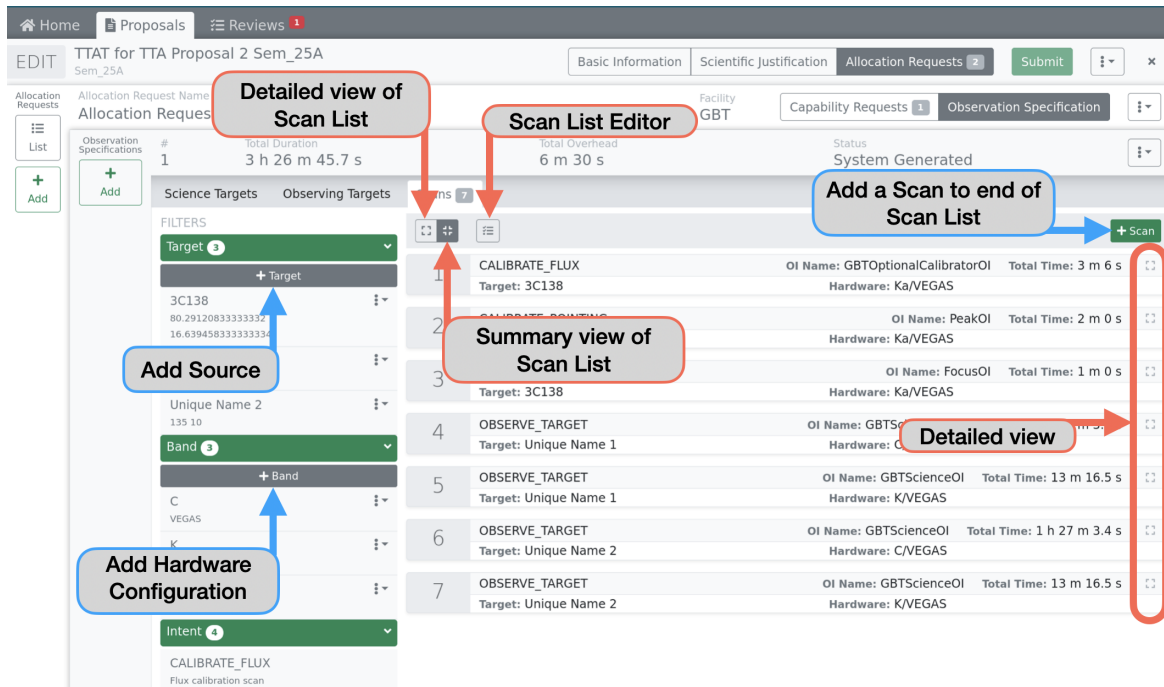 Home
Proposals
Reviews 1
EDIT
TTAT for TTA Proposal 2 Sem_25A
Sem_25A
Basic Information
Scientific Justification
Allocation Requests 2
Submit
×
Allocation Requests
List
+
Add
Allocation Request Name
Allocation Reques
Facility
GBT
Capability Requests 1
Observation Specification
Observation Specifications
+
Add
#
1
Total Duration
3 h 26 m 45.7 s
Total Overhead
6 m 30 s
Status
System Generated
Detailed view of
Scan List
Scan List Editor
Add a Scan to end of
Scan List
Science Targets
Observing Targets
7
+ Scan
FILTERS
Target 3
+ Target
3C138
80.29120833333332
16.639458333333334
Add Source
Unique Name 2
135 10
Band 3
+ Band
C
VEGAS
K
Add Hardware
Configuration
Intent 4
CALIBRATE_FLUX
Flux calibration scan
1
CALIBRATE_FLUX
OI Name: GBTOptionalCalibratorOI
Total Time: 3 m 6 s
Target: 3C138
Hardware: Ka/VEGAS
2
CALIBRATE_POINTING
OI Name: PeakOI
Total Time: 2 m 0 s
Hardware: Ka/VEGAS
Summary view of
Scan List
3
OI Name: FocusOI
Total Time: 1 m 0 s
Target: 3C138
Hardware: Ka/VEGAS
4
OBSERVE_TARGET
OI Name: GBTSc
Target: Unique Name 1
Hardware: C
Detailed view
5
OBSERVE_TARGET
OI Name: GBTScienceOI
Total Time: 13 m 16.5 s
Target: Unique Name 1
Hardware: K/VEGAS
6
OBSERVE_TARGET
OI Name: GBTScienceOI
Total Time: 1 h 27 m 3.4 s
Target: Unique Name 2
Hardware: C/VEGAS
7
OBSERVE_TARGET
OI Name: GBTScienceOI
Total Time: 13 m 16.5 s
Target: Unique Name 2
Hardware: K/VEGAS